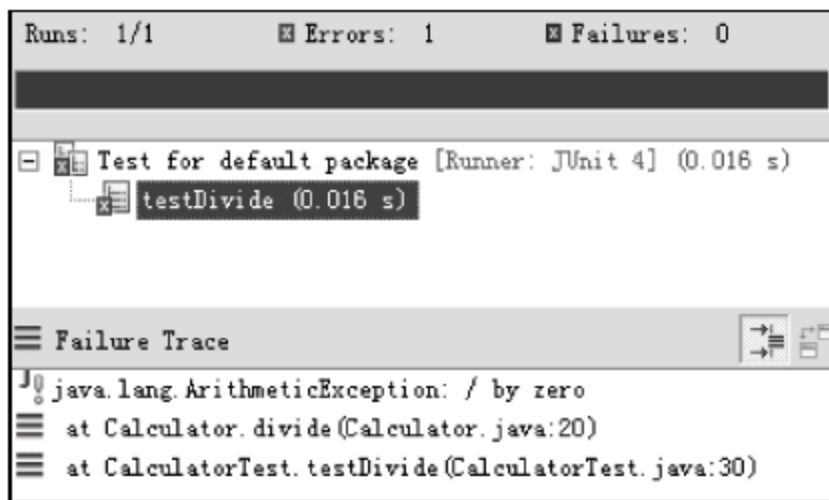 Runs: 1/1 Errors: 1 Failures: 0
Test for default package [Runner: JUnit 4] (0.016 s)
testDivide (0.016 s)
Failure Trace
java.lang.ArithmeticException: / by zero
at Calculator.divide(Calculator.java:20)
at CalculatorTest.testDivide(CalculatorTest.java:30)